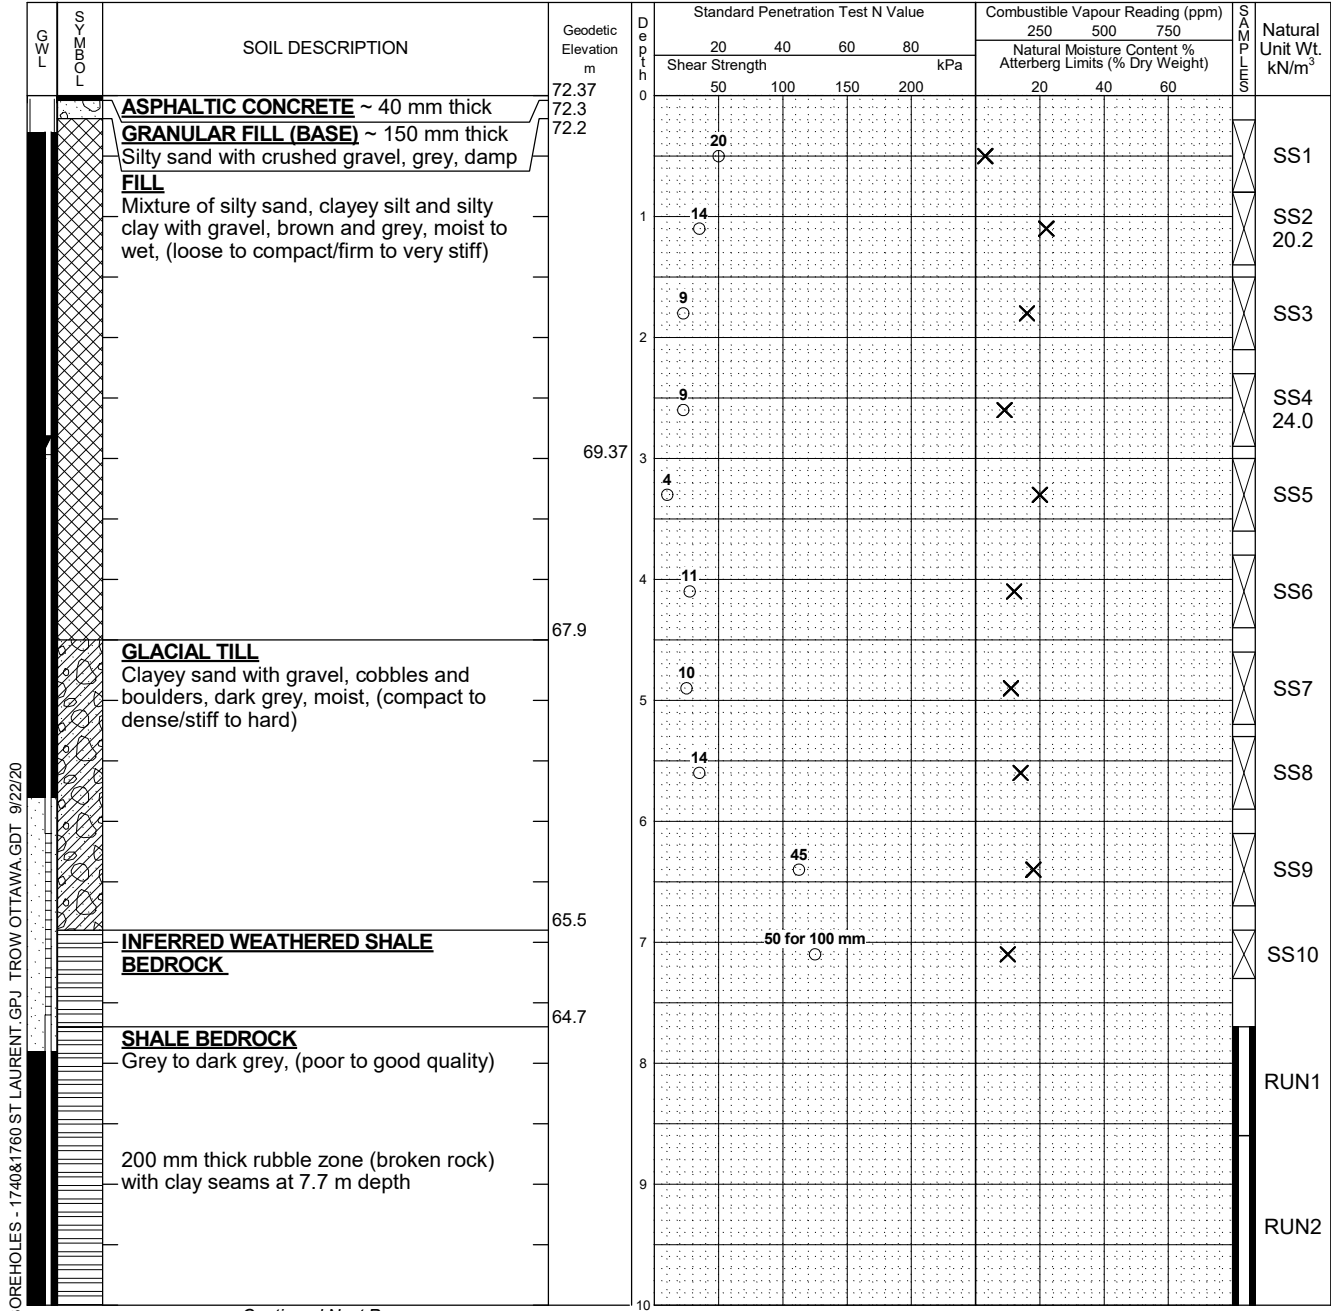 GWL
SYMBOL
SOIL DESCRIPTION
Geodetic
Elevation
m
Depth
Standard Penetration Test N Value
20 40 60 80
Shear Strength kPa
50 100 150 200
Combustible Vapour Reading (ppm)
250 500 750
Natural Moisture Content %
Atterberg Limits (% Dry Weight)
20 40 60
SAMPLES
Natural
Unit Wt.
kN/m³
72.37
0
ASPHALTIC CONCRETE ~ 40 mm thick
72.3
GRANULAR FILL (BASE) ~ 150 mm thick
72.2
Silty sand with crushed gravel, grey, damp
20
SS1
FILL
Mixture of silty sand, clayey silt and silty
clay with gravel, brown and grey, moist to
wet, (loose to compact/firm to very stiff)
14
1
SS2
20.2
9
SS3
2
9
SS4
24.0
69.37
3
4
SS5
11
4
SS6
67.9
GLACIAL TILL
Clayey sand with gravel, cobbles and
boulders, dark grey, moist, (compact to
dense/stiff to hard)
10
SS7
5
14
SS8
6
45
SS9
65.5
INFERRED WEATHERED SHALE
BEDROCK
50 for 100 mm
7
SS10
64.7
SHALE BEDROCK
Grey to dark grey, (poor to good quality)
8
RUN1
200 mm thick rubble zone (broken rock)
with clay seams at 7.7 m depth
9
RUN2
10
OREHOLES - 1740&1760 ST LAURENT.GPJ TROW OTTAWA.GDT 9/22/20